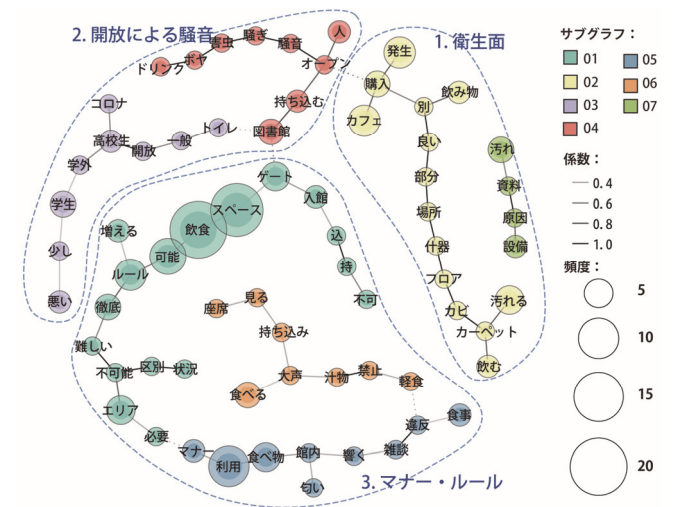 2. 開放による騒音
1. 衛生面
3. マナー・ルール
人
騒ぎ
害虫
騒音
ボヤ
ドリンク
オープン
持ち込む
図書館
コロナ
高校生
開放
一般
トイレ
学外
学生
少し
悪い
発生
購入
カフェ
別
飲み物
良い
部分
場所
什器
フロア
カビ
汚れる
カーペット
飲む
汚れ
資料
原因
設備
ゲート
スペース
飲食
可能
入館
込
持
不可
増える
ルール
徹底
難しい
不可能
区別
状況
エリア
必要
座席
見る
持ち込み
大声
食べる
汁物
禁止
軽食
違反
食事
マナー
利用
食べ物
館内
響く
雑談
匂い
サブグラフ:
01
02
03
04
05
06
07
係数:
0.4
0.6
0.8
1.0
頻度:
5
10
15
20